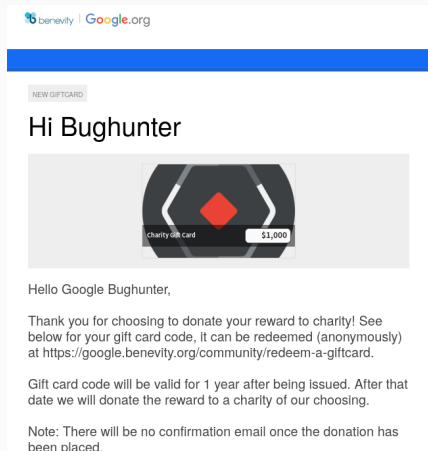 benevity | Google.org
NEW GIFTCARD
Hi Bughunter
Charity Gift Card $1,000
Hello Google Bughunter,
Thank you for choosing to donate your reward to charity! See
below for your gift card code, it can be redeemed (anonymously)
at https://google.benevity.org/community/redeem-a-giftcard.
Gift card code will be valid for 1 year after being issued. After that
date we will donate the reward to a charity of our choosing.
Note: There will be no confirmation email once the donation has
been placed.